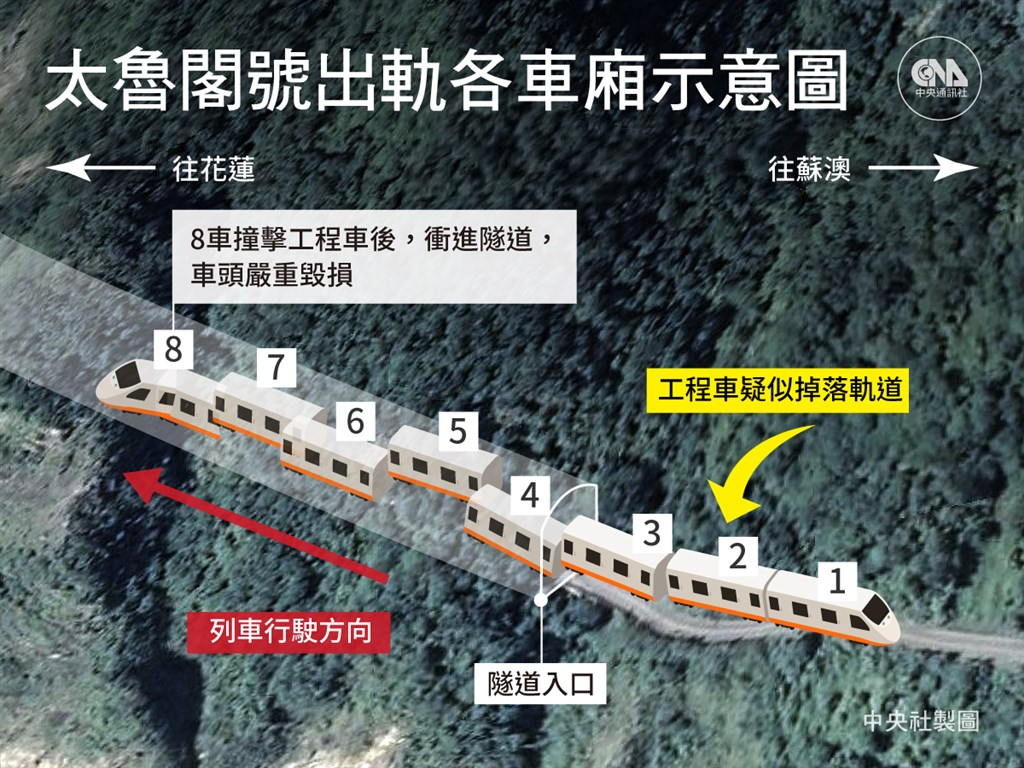 太魯閣號出軌各車廂示意圖
CNA
中央通訊社
往花蓮
往蘇澳
8車撞擊工程車後，衝進隧道，
車頭嚴重毀損
8
7
6
5
工程車疑似掉落軌道
4
3
2
1
列車行駛方向
隧道入口
中央社製圖